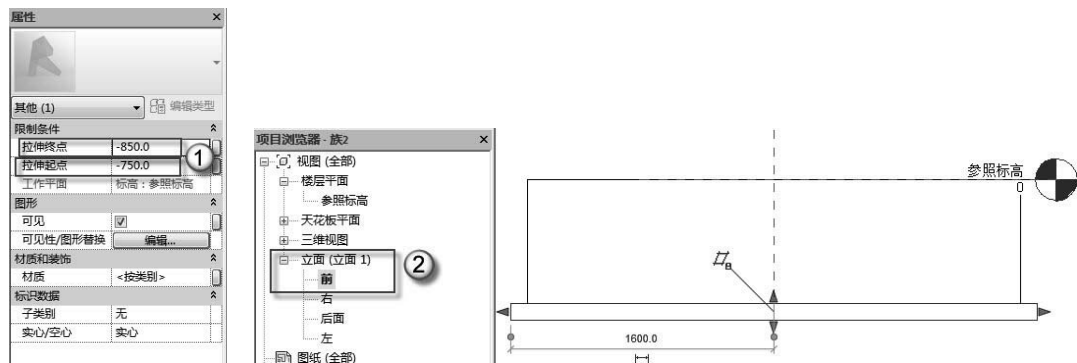 属性
其他 (1)
编辑类型
限制条件
拉伸终点 -850.0
拉伸起点 -750.0
工作平面 标高 : 参照标高
①
图形
可见
可见性/图形替换 编辑...
材质和装饰
材质 <按类别>
标识数据
子类别 无
实心/空心 实心
项目浏览器 - 族2
视图 (全部)
楼层平面
参照标高
天花板平面
三维视图
立面 (立面 1)
前
右
后面
左
图纸 (全部)
②
参照标高
0
1600.0